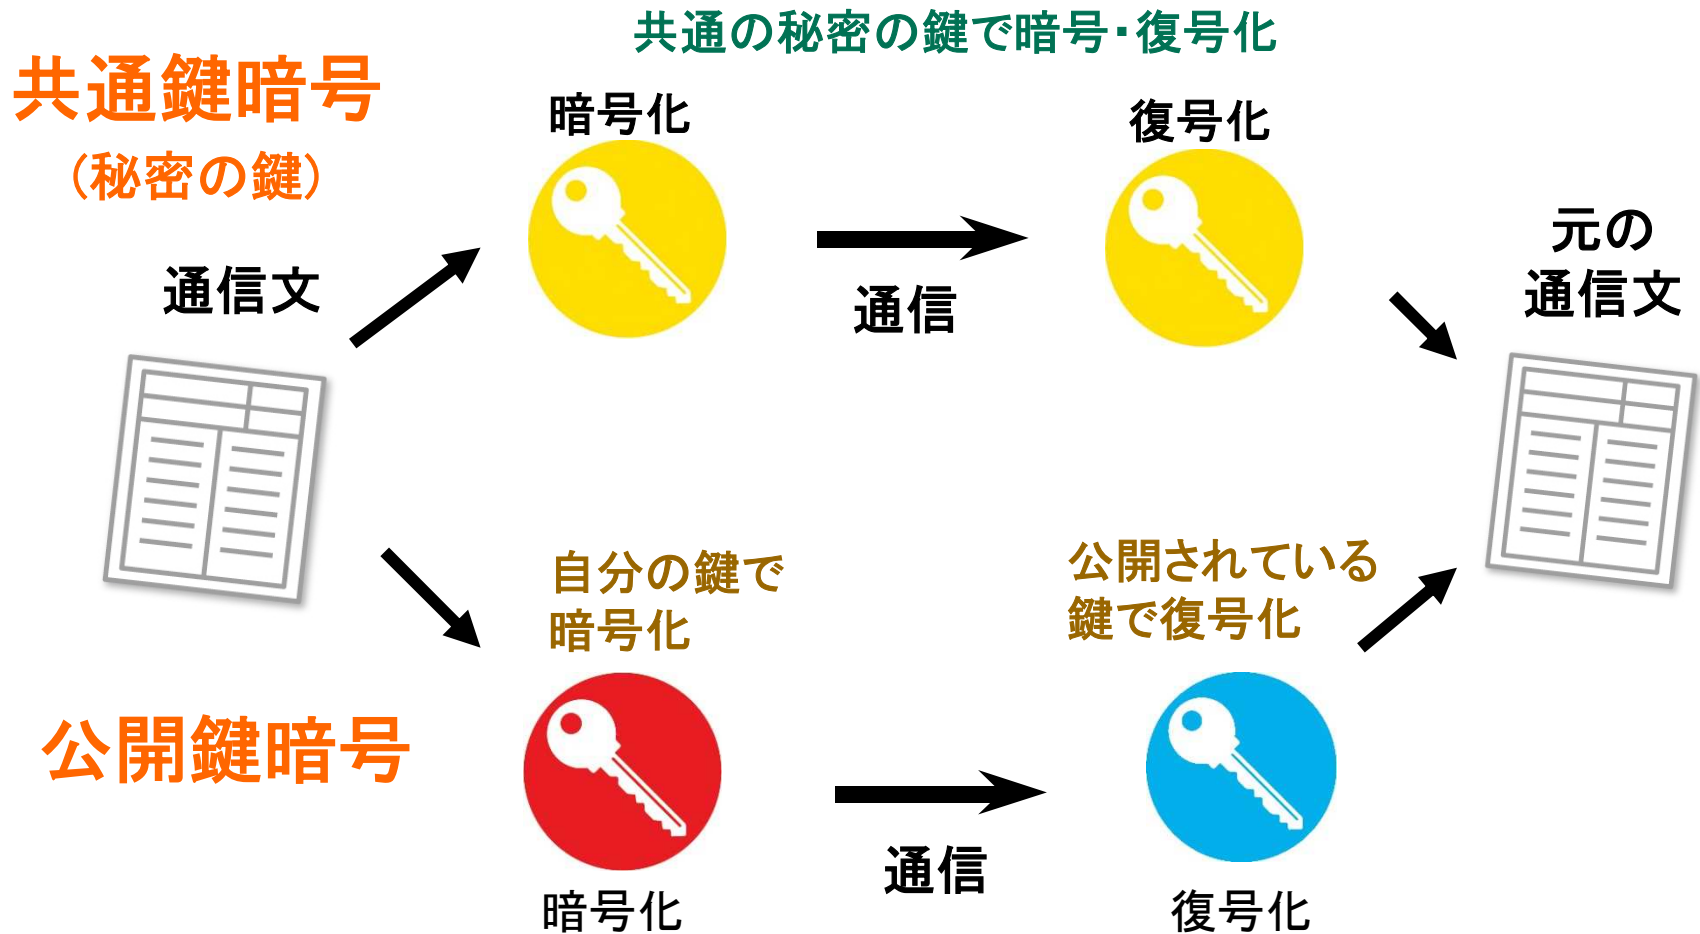 共通の秘密の鍵で暗号・復号化
共通鍵暗号
（秘密の鍵）
暗号化
復号化
通信文
通信
元の
通信文
自分の鍵で
暗号化
公開されている
鍵で復号化
公開鍵暗号
通信
暗号化
復号化